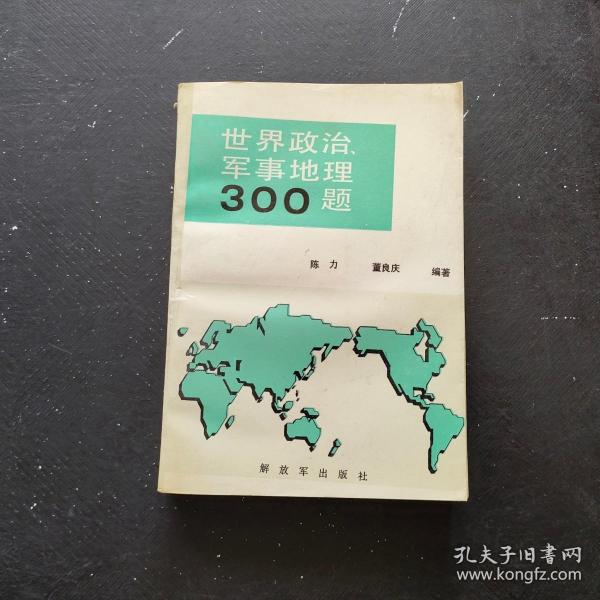 世界政治、
军事地理
300题
陈力 董良庆 编著
解放军出版社
孔夫子旧书网
www.kongfz.com